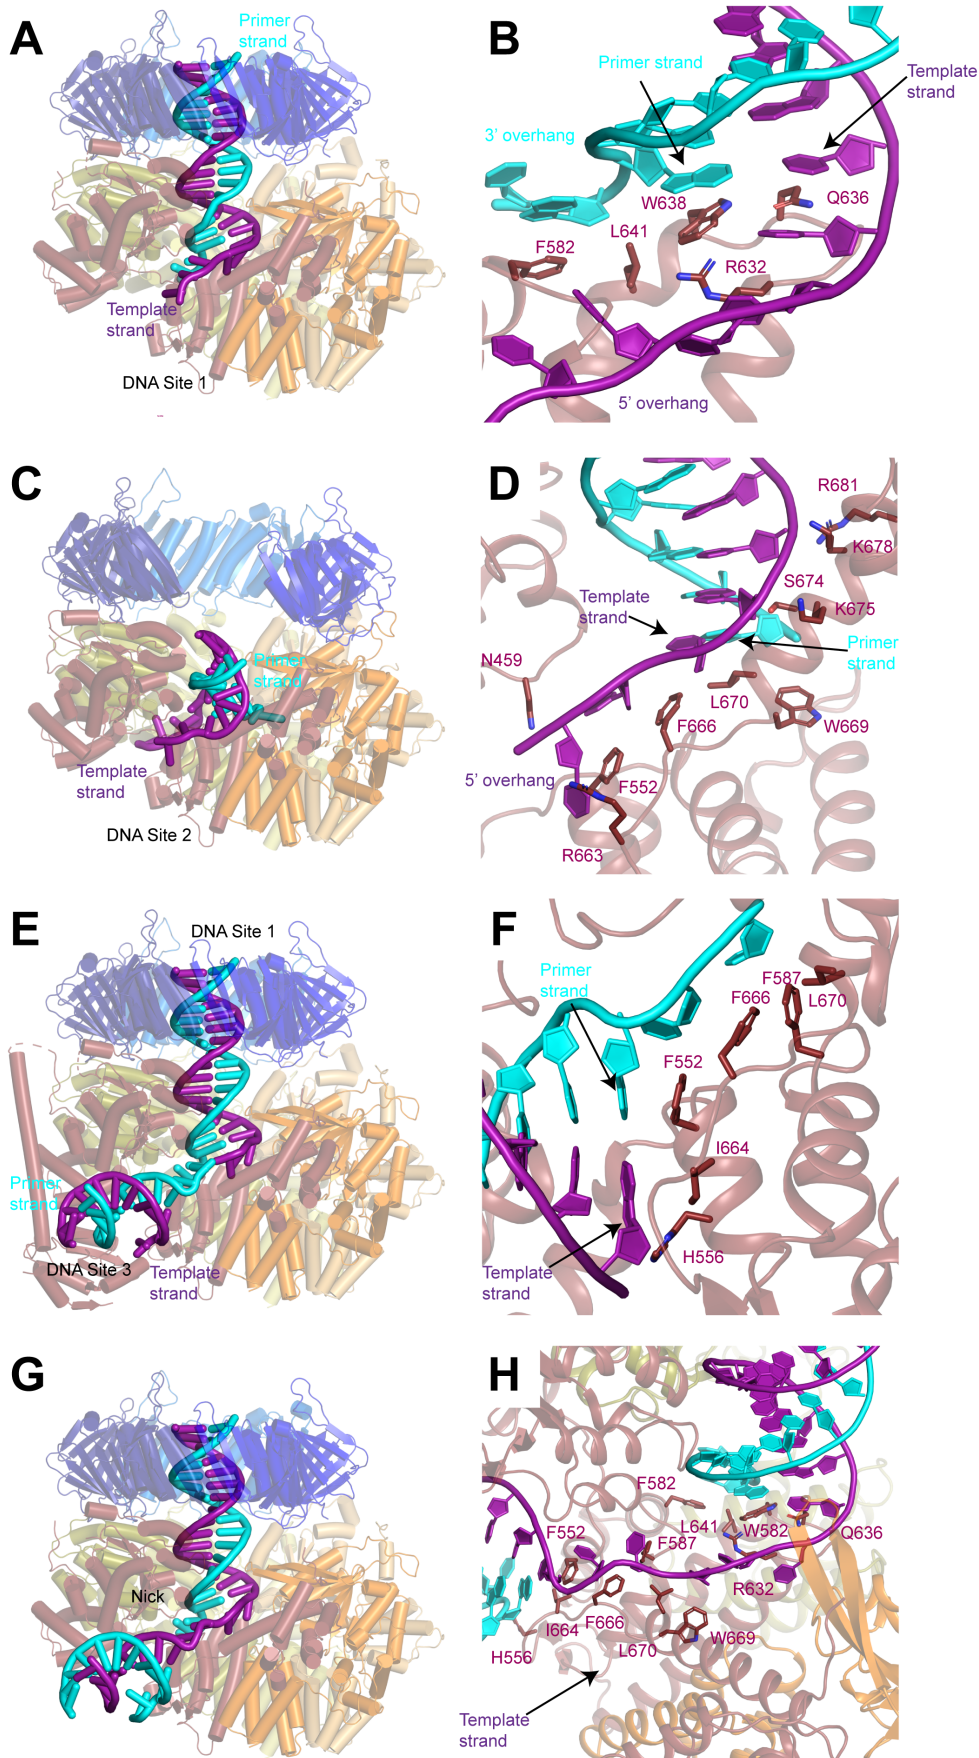 A
Primer
strand
Template
strand
DNA Site 1
B
Primer strand
Template
strand
3’ overhang
W638
Q636
L641
F582
R632
5’ overhang
C
Primer
strand
Template
strand
DNA Site 2
D
R681
K678
S674
Template
strand
K675
Primer
strand
N459
L670
F666
W669
5’ overhang
F552
R663
E
DNA Site 1
Primer
strand
DNA Site 3
Template
strand
F
Primer
strand
F587
L670
F666
F552
I664
Template
strand
H556
G
Nick
H
F582
L641
W582
Q636
F552
F587
R632
I664
F666
L670
W669
H556
Template
strand